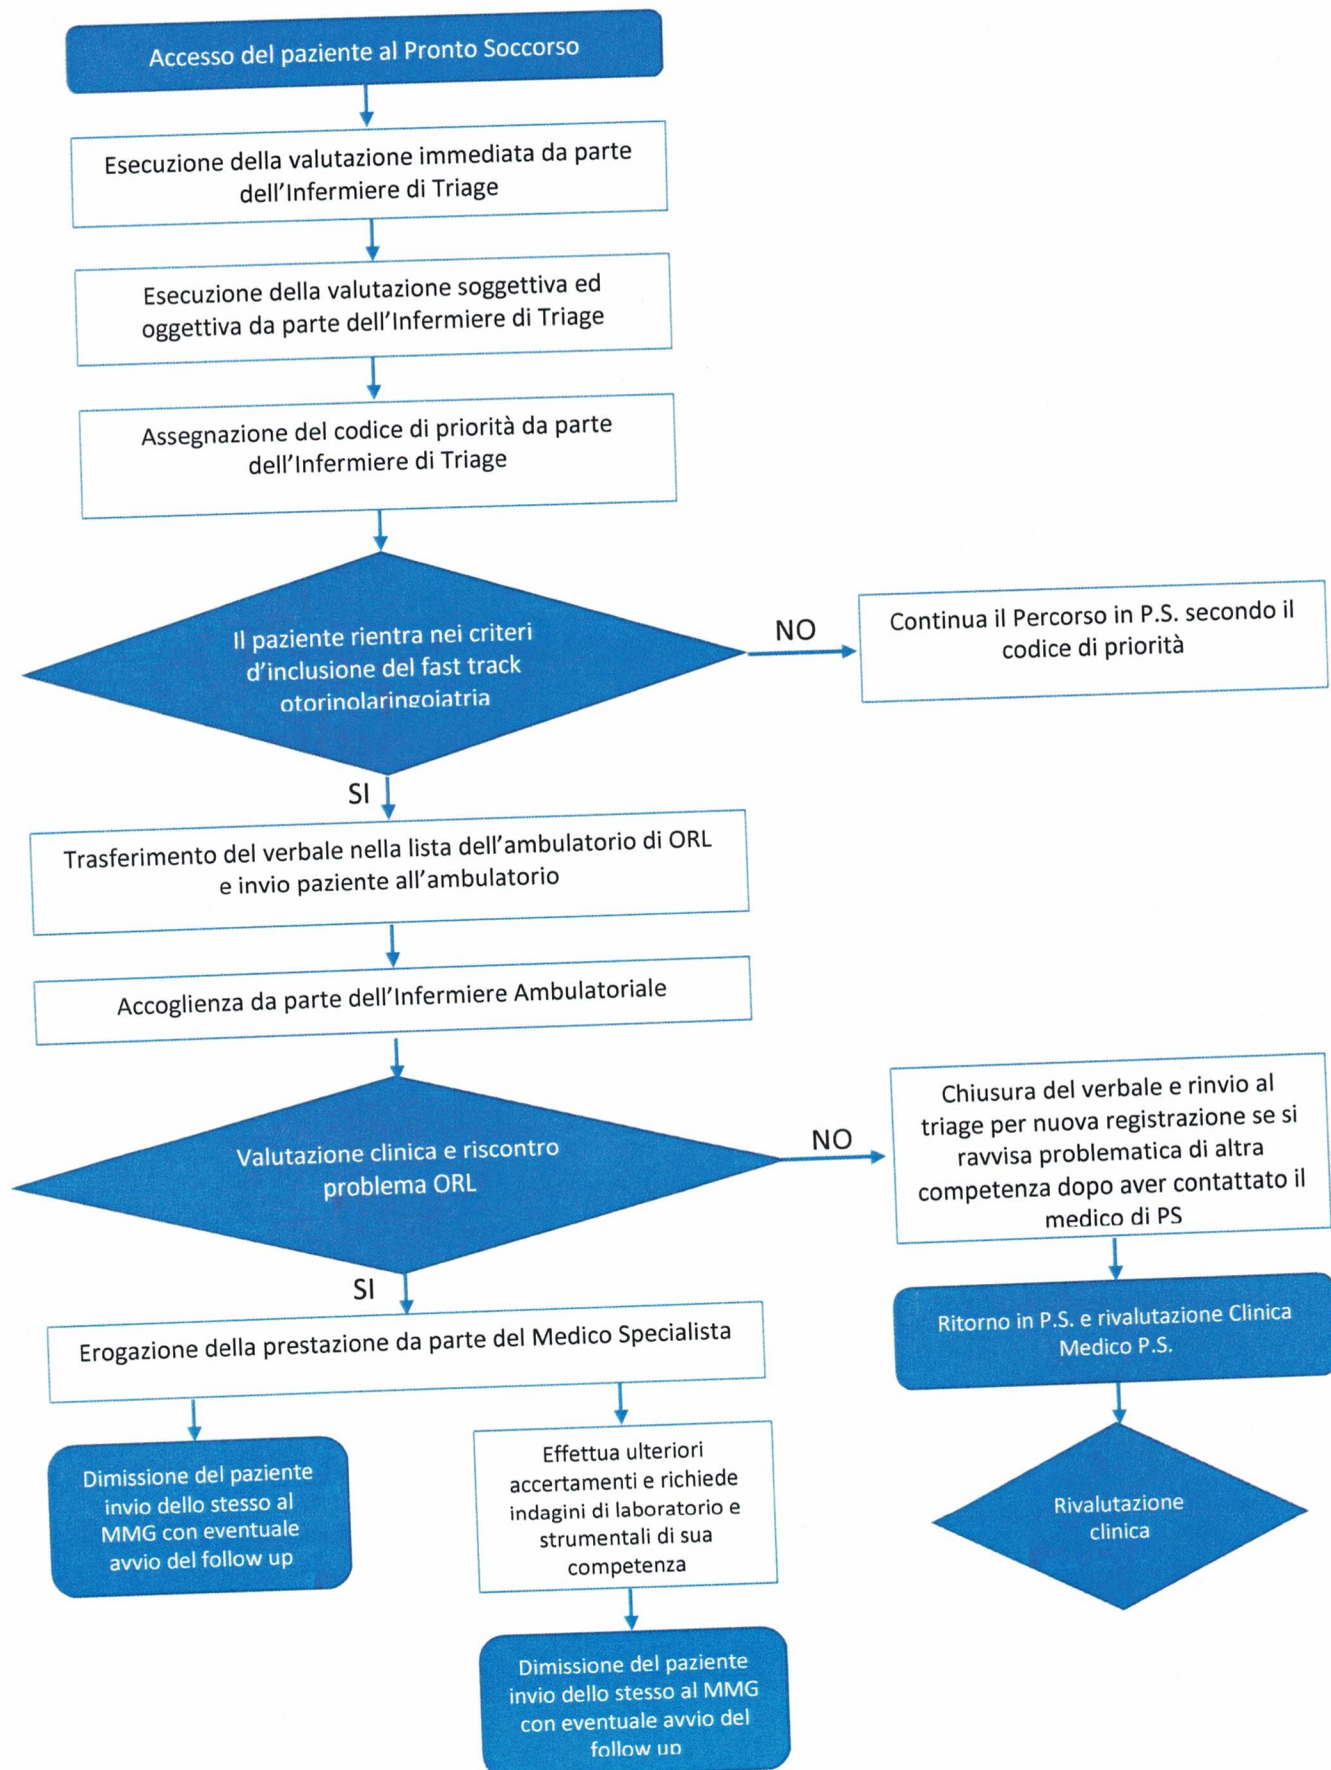 Accesso del paziente al Pronto Soccorso
Esecuzione della valutazione immediata da parte
dell'Infermiere di Triage
Esecuzione della valutazione soggettiva ed
oggettiva da parte dell'Infermiere di Triage
Assegnazione del codice di priorità da parte
dell'Infermiere di Triage
Il paziente rientra nei criteri
d'inclusione del fast track
otorinolaringoiatria
NO
Continua il Percorso in P.S. secondo il
codice di priorità
SI
Trasferimento del verbale nella lista dell'ambulatorio di ORL
e invio paziente all'ambulatorio
Accoglienza da parte dell'Infermiere Ambulatoriale
Valutazione clinica e riscontro
problema ORL
NO
Chiusura del verbale e rinvio al
triage per nuova registrazione se si
ravvisa problematica di altra
competenza dopo aver contattato il
medico di PS
SI
Ritorno in P.S. e rivalutazione Clinica
Medico P.S.
Erogazione della prestazione da parte del Medico Specialista
Dimissione del paziente
invio dello stesso al
MMG con eventuale
avvio del follow up
Effettua ulteriori
accertamenti e richiede
indagini di laboratorio e
strumentali di sua
competenza
Rivalutazione
clinica
Dimissione del paziente
invio dello stesso al MMG
con eventuale avvio del
follow up